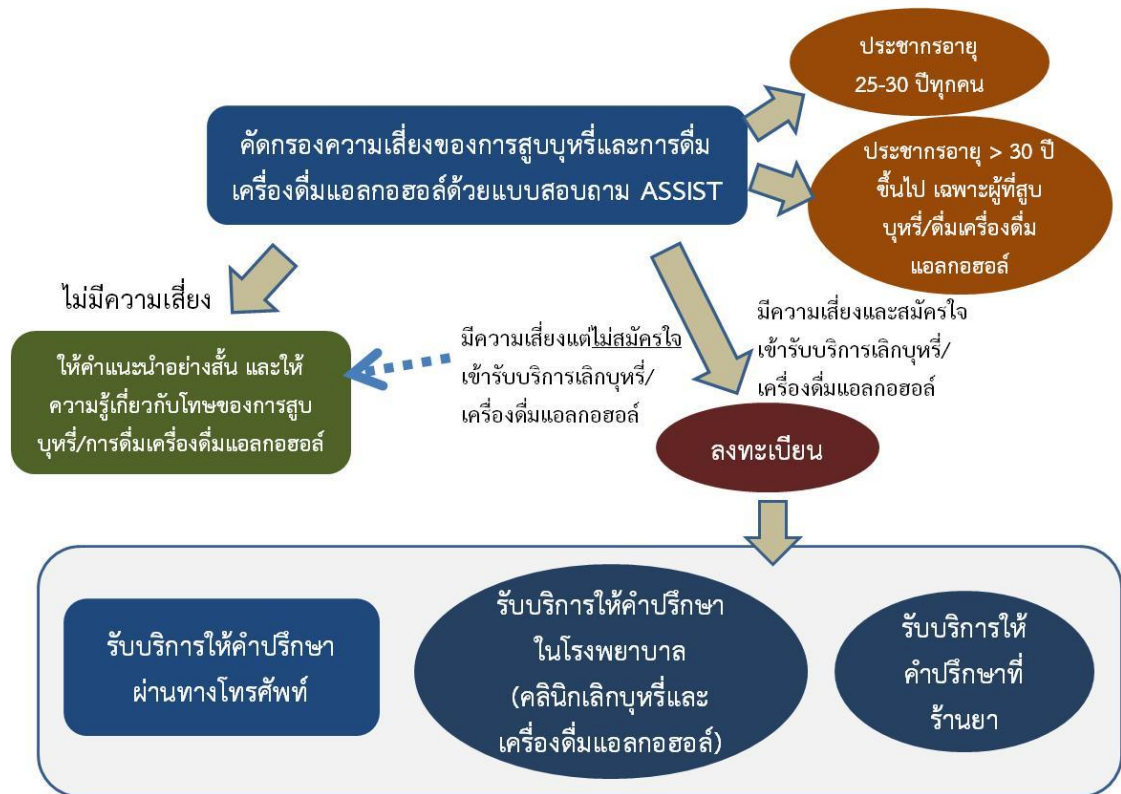 ประชากรอายุ
25-30 ปีทุกคน
คัดกรองความเสี่ยงของการสูบบุหรี่และการดื่ม
เครื่องดื่มแอลกอฮอล์ด้วยแบบสอบถาม ASSIST
ประชากรอายุ > 30 ปี
ขึ้นไป เฉพาะผู้ที่สูบ
บุหรี่/ดื่มเครื่องดื่ม
แอลกอฮอล์
ไม่มีความเสี่ยง
ให้คำแนะนำอย่างสั้น และให้
ความรู้เกี่ยวกับโทษของการสูบ
บุหรี่/การดื่มเครื่องดื่มแอลกอฮอล์
มีความเสี่ยงแต่ไม่สมัครใจ
เข้ารับบริการเลิกบุหรี่/
เครื่องดื่มแอลกอฮอล์
มีความเสี่ยงและสมัครใจ
เข้ารับบริการเลิกบุหรี่/
เครื่องดื่มแอลกอฮอล์
ลงทะเบียน
รับบริการให้คำปรึกษา
ผ่านทางโทรศัพท์
รับบริการให้คำปรึกษา
ในโรงพยาบาล
(คลินิกเลิกบุหรี่และ
เครื่องดื่มแอลกอฮอล์)
รับบริการให้
คำปรึกษาที่
ร้านยา